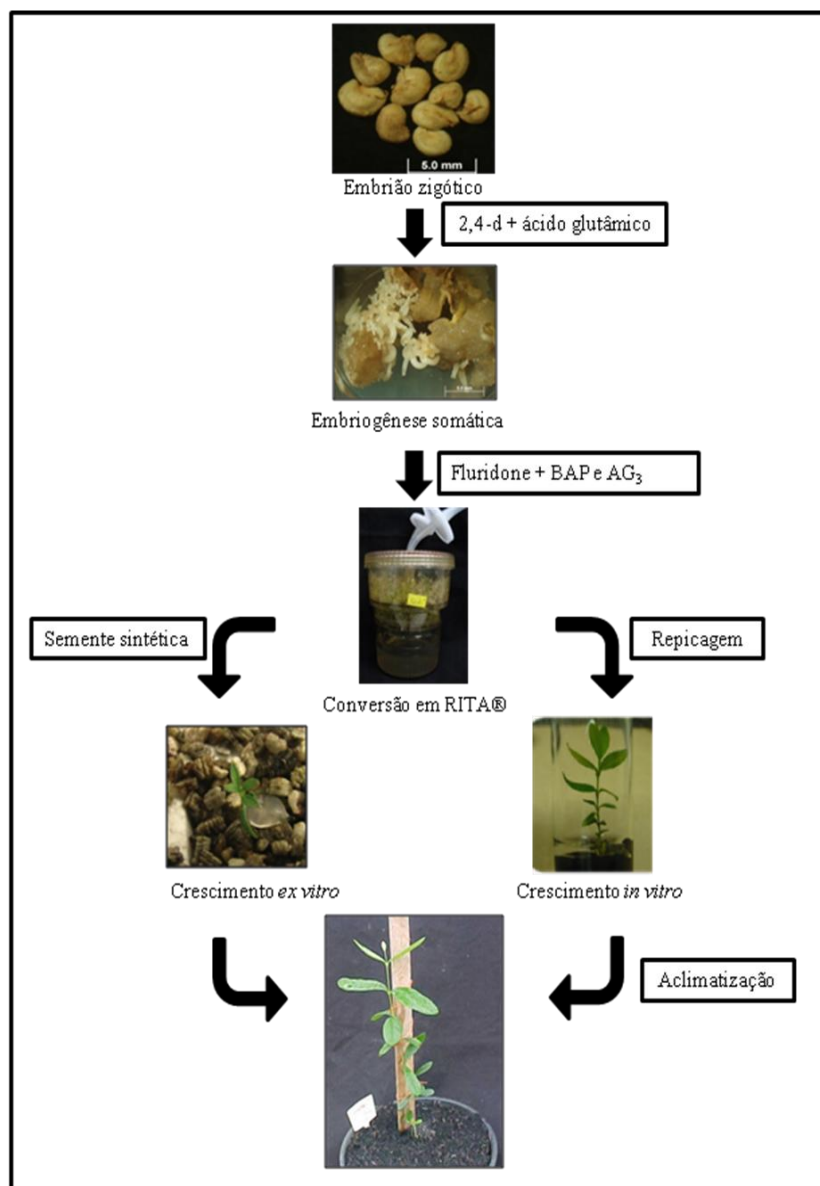 5.0 mm
Embrião zigótico
2,4-d + ácido glutâmico
Embriogênese somática
Fluridone + BAP e AG₃
Semente sintética
Repicagem
Conversão em RITA®
Crescimento ex vitro
Crescimento in vitro
Aclimatização